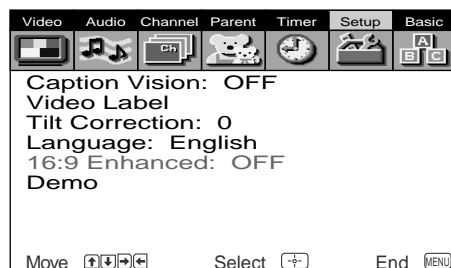 Video Audio Channel Parent Timer Setup Basic
Ch A B C
Caption Vision: OFF
Video Label
Tilt Correction: 0
Language: English
16:9 Enhanced: OFF
Demo
Move Select End MENU